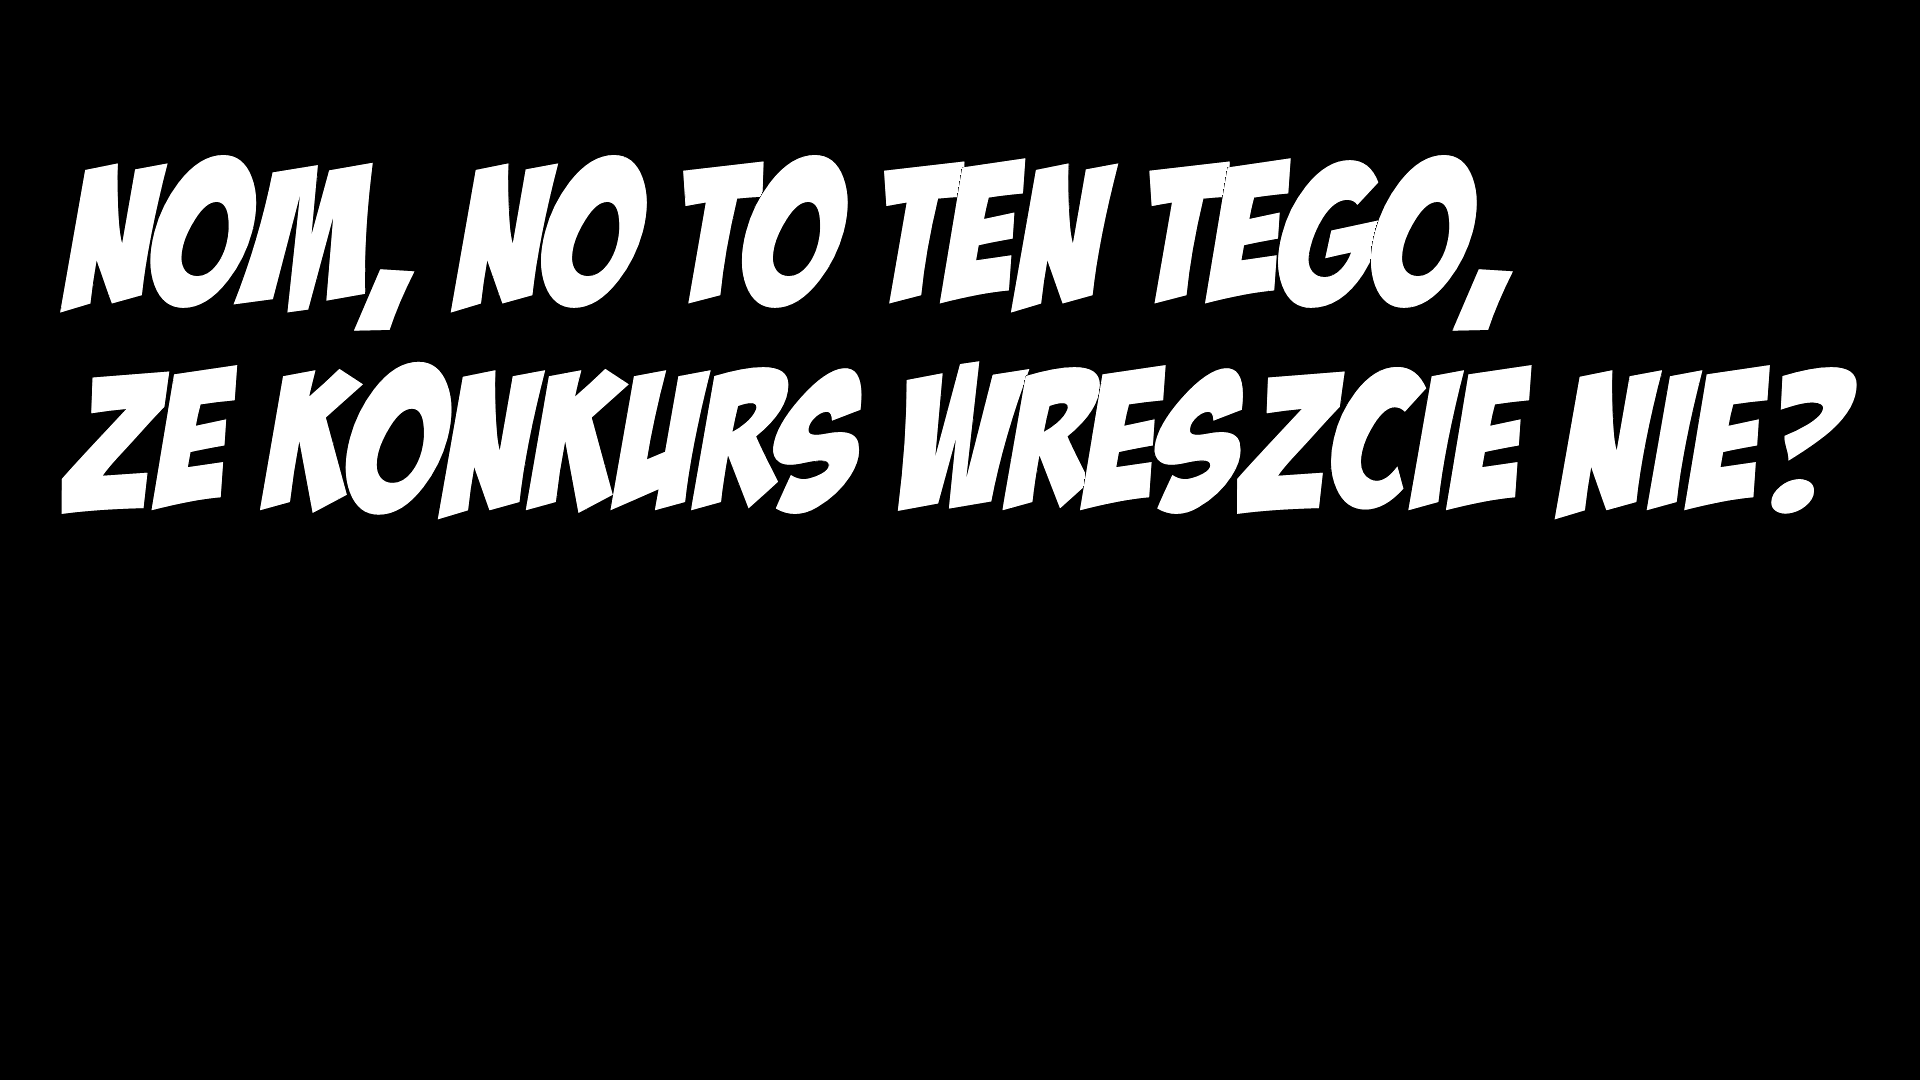 NOM, NO TO TEN TEGO,
ZE KONKURS WRESZCIE NIE?